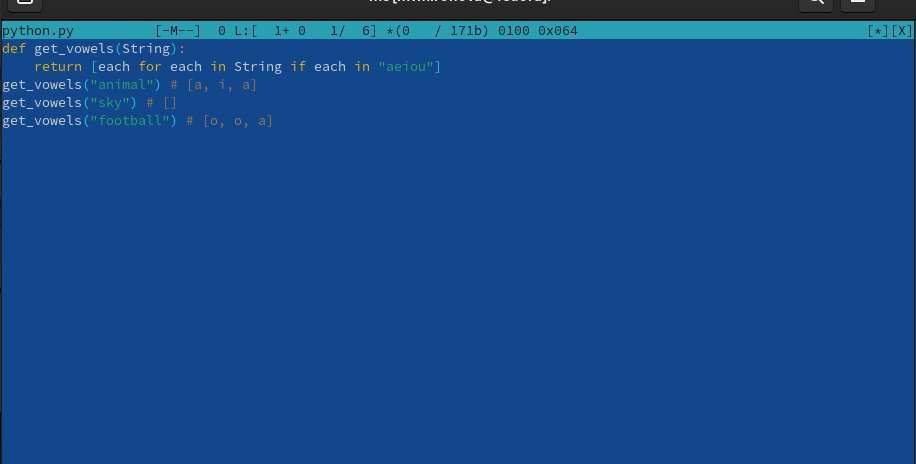 python.py [-M--] 0 L:[ 1+ 0 1/ 6] *(0 / 171b) 0100 0x064 [*][X]
def get_vowels(String):
    return [each for each in String if each in "aeiou"]
get_vowels("animal") # [a, i, a]
get_vowels("sky") # []
get_vowels("football") # [o, o, a]